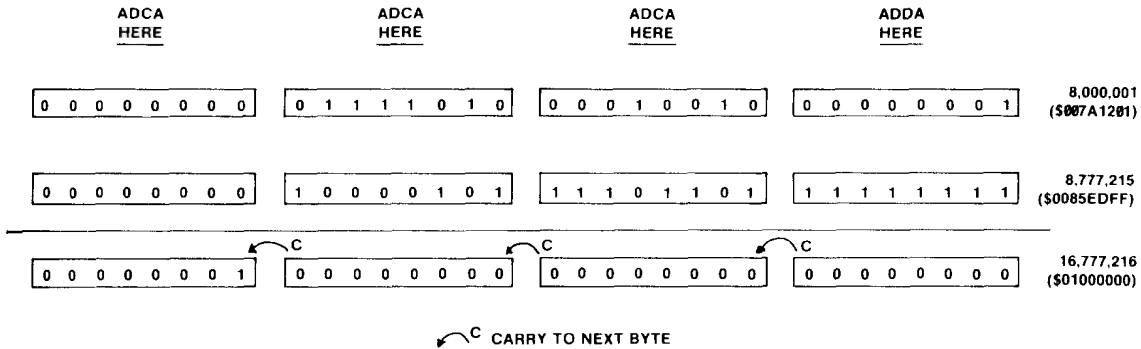 ADCA ADCA ADCA ADDA
HERE HERE HERE HERE
0 0 0 0 0 0 0 0 0 1 1 1 1 0 1 0 0 0 0 1 0 0 1 0 0 0 0 0 0 0 0 1 8,000,001
($007A1201)
0 0 0 0 0 0 0 0 1 0 0 0 0 1 0 1 1 1 1 0 1 1 0 1 1 1 1 1 1 1 1 1 8,777,215
($0085EDFF)
C C C
0 0 0 0 0 0 0 1 0 0 0 0 0 0 0 0 0 0 0 0 0 0 0 0 0 0 0 0 0 0 0 0 16,777,216
($01000000)
C CARRY TO NEXT BYTE